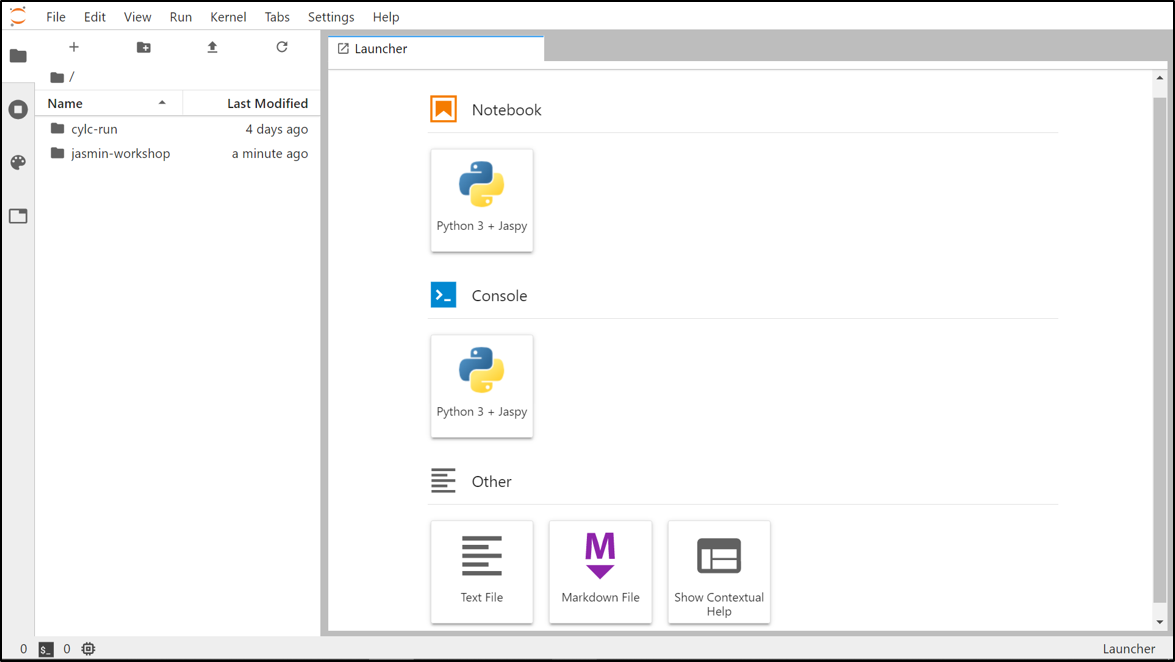 File Edit View Run Kernel Tabs Settings Help
/
Name Last Modified
cylc-run 4 days ago
jasmin-workshop a minute ago
Launcher
Notebook
Python 3 + Jaspy
Console
Python 3 + Jaspy
Other
Text File
M
Markdown File
Show Contextual
Help
0 $_ 0
Launcher